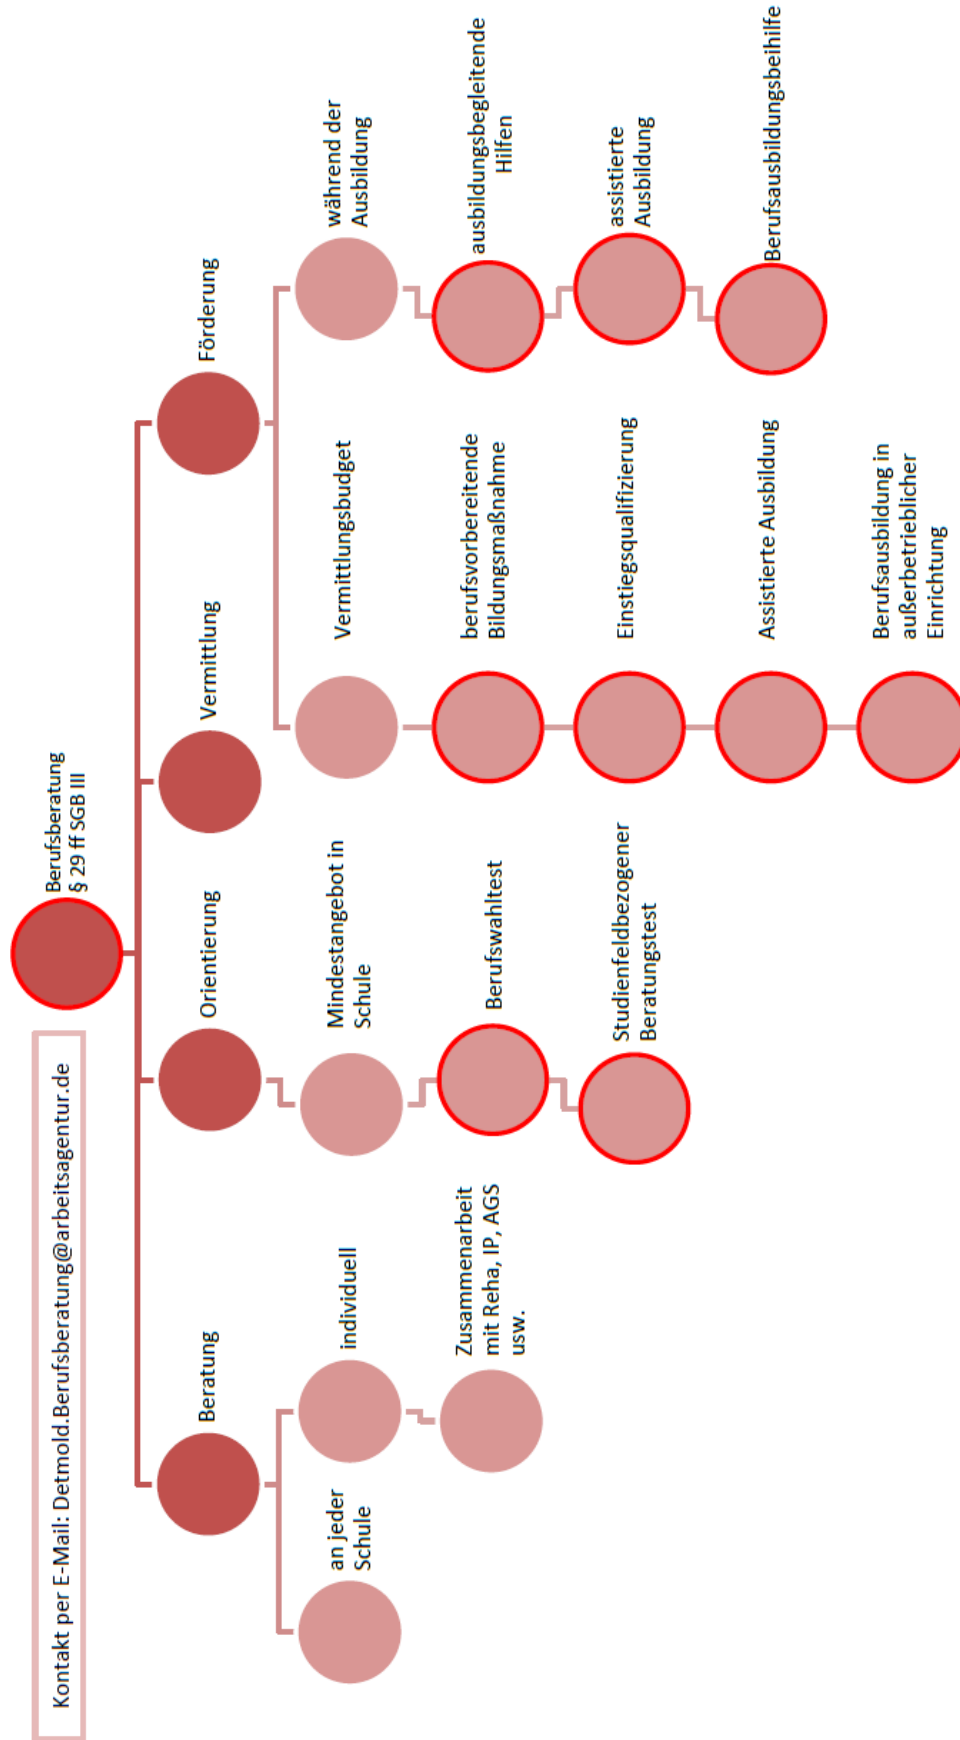 Kontakt per E-Mail: Detmold.Berufsberatung@arbeitsagentur.de
Berufsberatung
§ 29 ff SGB III
Beratung
Orientierung
Vermittlung
Förderung
an jeder
Schule
individuell
Zusammenarbeit
mit Reha, IP, AGS
usw.
Mindestangebot in
Schule
Berufswahltest
Studienfeldbezogener
Beratungstest
Vermittlungsbudget
berufsvorbereitende
Bildungsmaßnahme
Einstiegsqualifizierung
Assistierte Ausbildung
Berufsausbildung in
außerbetrieblicher
Einrichtung
während der
Ausbildung
ausbildungsbegleitende
Hilfen
assistierte
Ausbildung
Berufsausbildungsbeihilfe